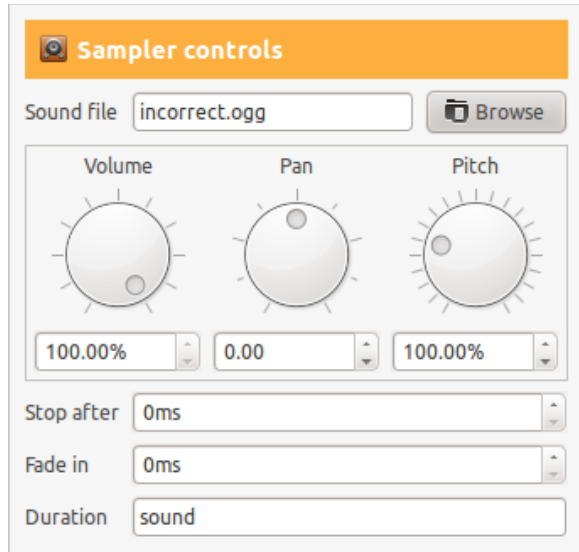 Sampler controls
Sound file incorrect.ogg Browse
Volume Pan Pitch
100.00% 0.00 100.00%
Stop after 0ms
Fade in 0ms
Duration sound